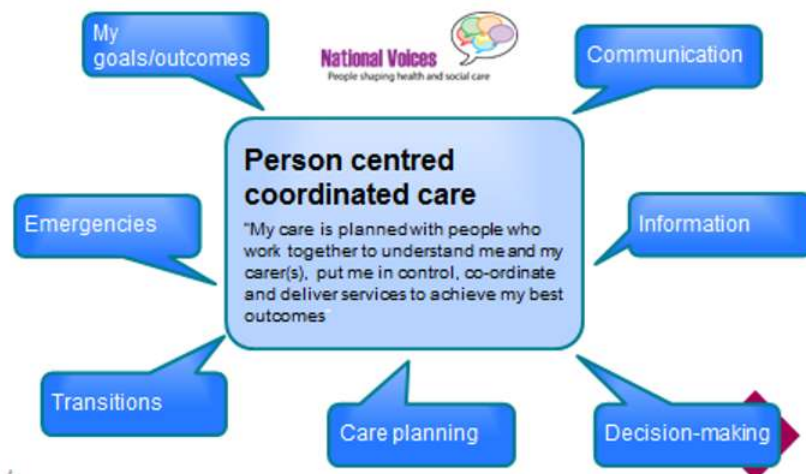 My
goals/outcomes
National Voices
People shaping health and social care
Communication
Person centred
coordinated care
"My care is planned with people who
work together to understand me and my
carer(s), put me in control, co-ordinate
and deliver services to achieve my best
outcomes"
Emergencies
Information
Transitions
Care planning
Decision-making